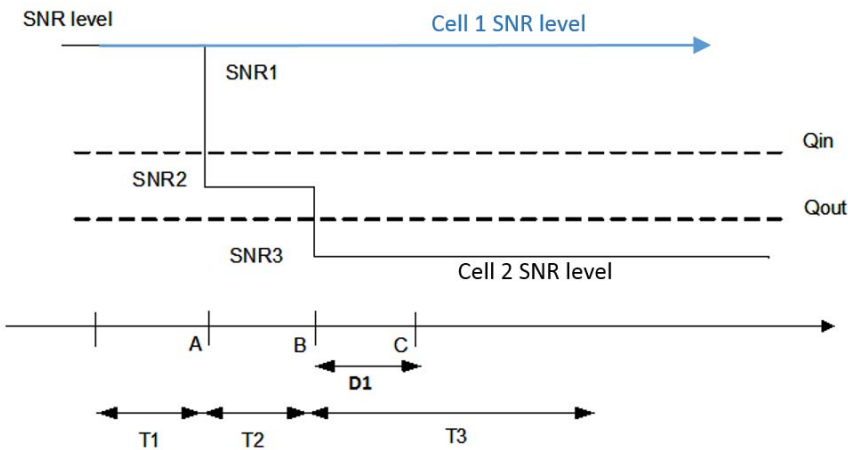 SNR level
Cell 1 SNR level
SNR1
Qin
SNR2
Qout
SNR3
Cell 2 SNR level
A
B
C
D1
T1
T2
T3